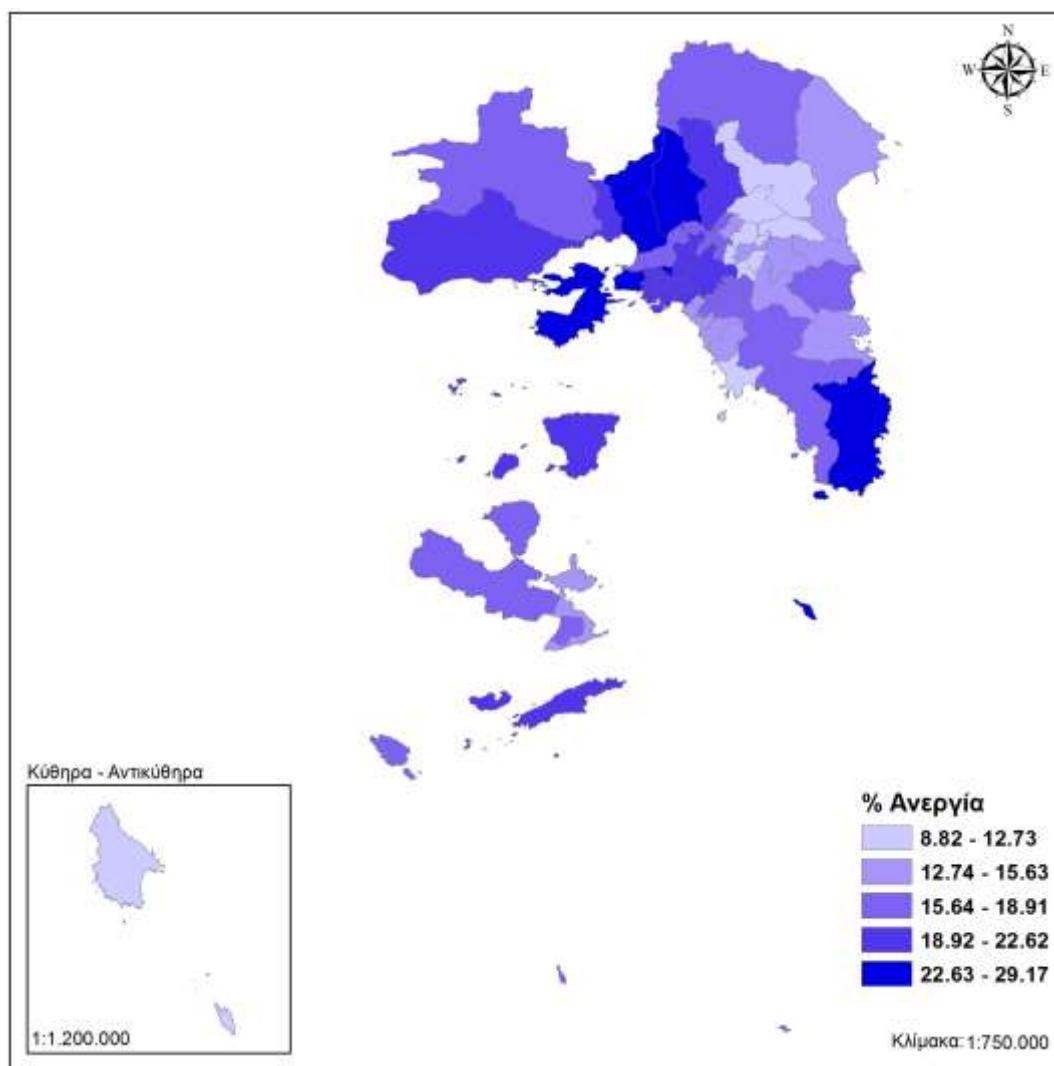 N
W E
S
Κύθηρα - Αντικύθηρα
1:1.200.000
% Ανεργία
8.82 - 12.73
12.74 - 15.63
15.64 - 18.91
18.92 - 22.62
22.63 - 29.17
Κλίμακα: 1:750.000